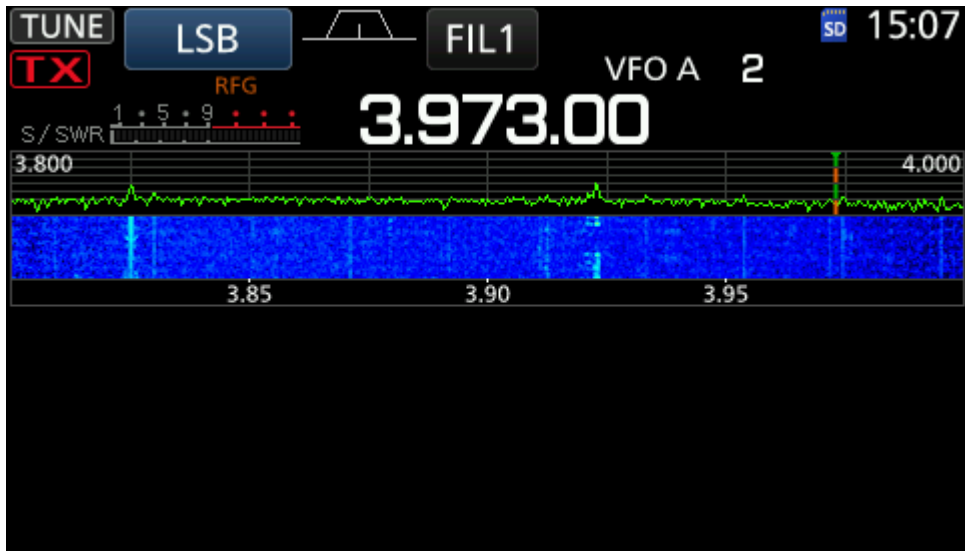 TUNE LSB FIL1 SD 15:07
TX RFG VFO A 2
S/SWR 1 5 9 3.973.00
3.800 4.000
3.85 3.90 3.95